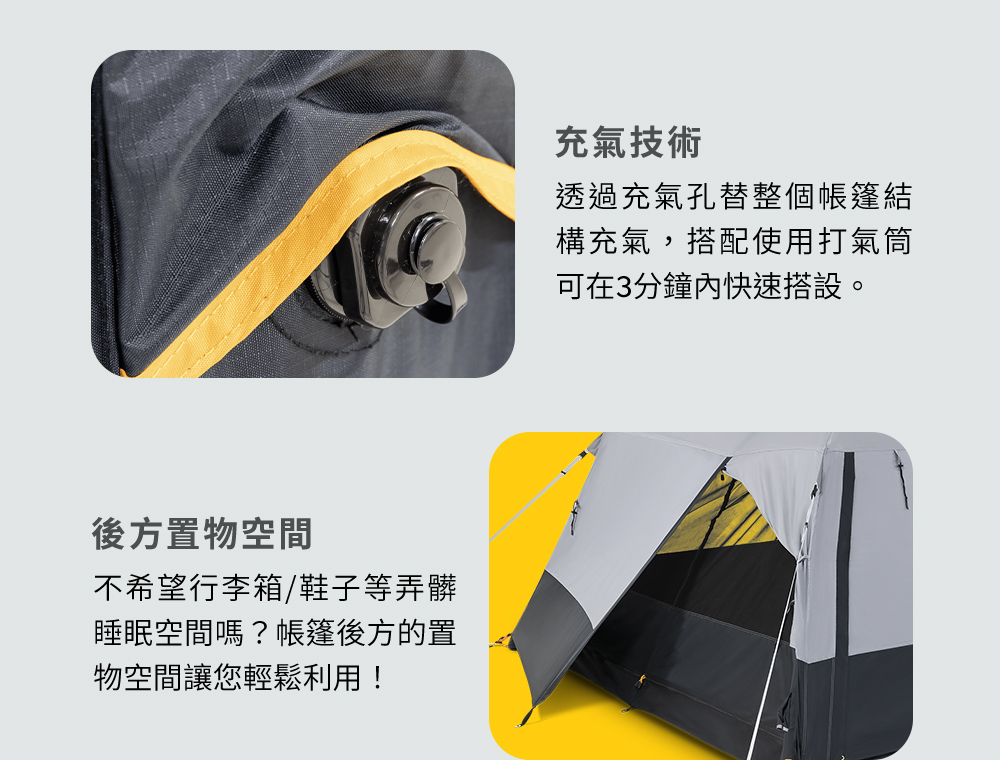 充氣技術
透過充氣孔替整個帳篷結
構充氣，搭配使用打氣筒
可在3分鐘內快速搭設。
後方置物空間
不希望行李箱/鞋子等弄髒
睡眠空間嗎？帳篷後方的置
物空間讓您輕鬆利用！